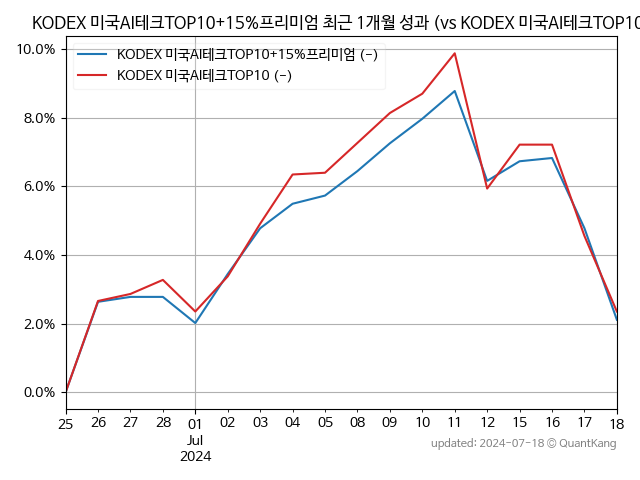 KODEX 미국AI테크TOP10+15%프리미엄 최근 1개월 성과 (vs KODEX 미국AI테크TOP10
10.0%
KODEX 미국AI테크TOP10+15%프리미엄 (-)
KODEX 미국AI테크TOP10 (-)
8.0%
6.0%
4.0%
2.0%
0.0%
25 26 27 28 01 02 03 04 05 08 09 10 11 12 15 16 17 18
Jul
2024
updated: 2024-07-18 © QuantKang